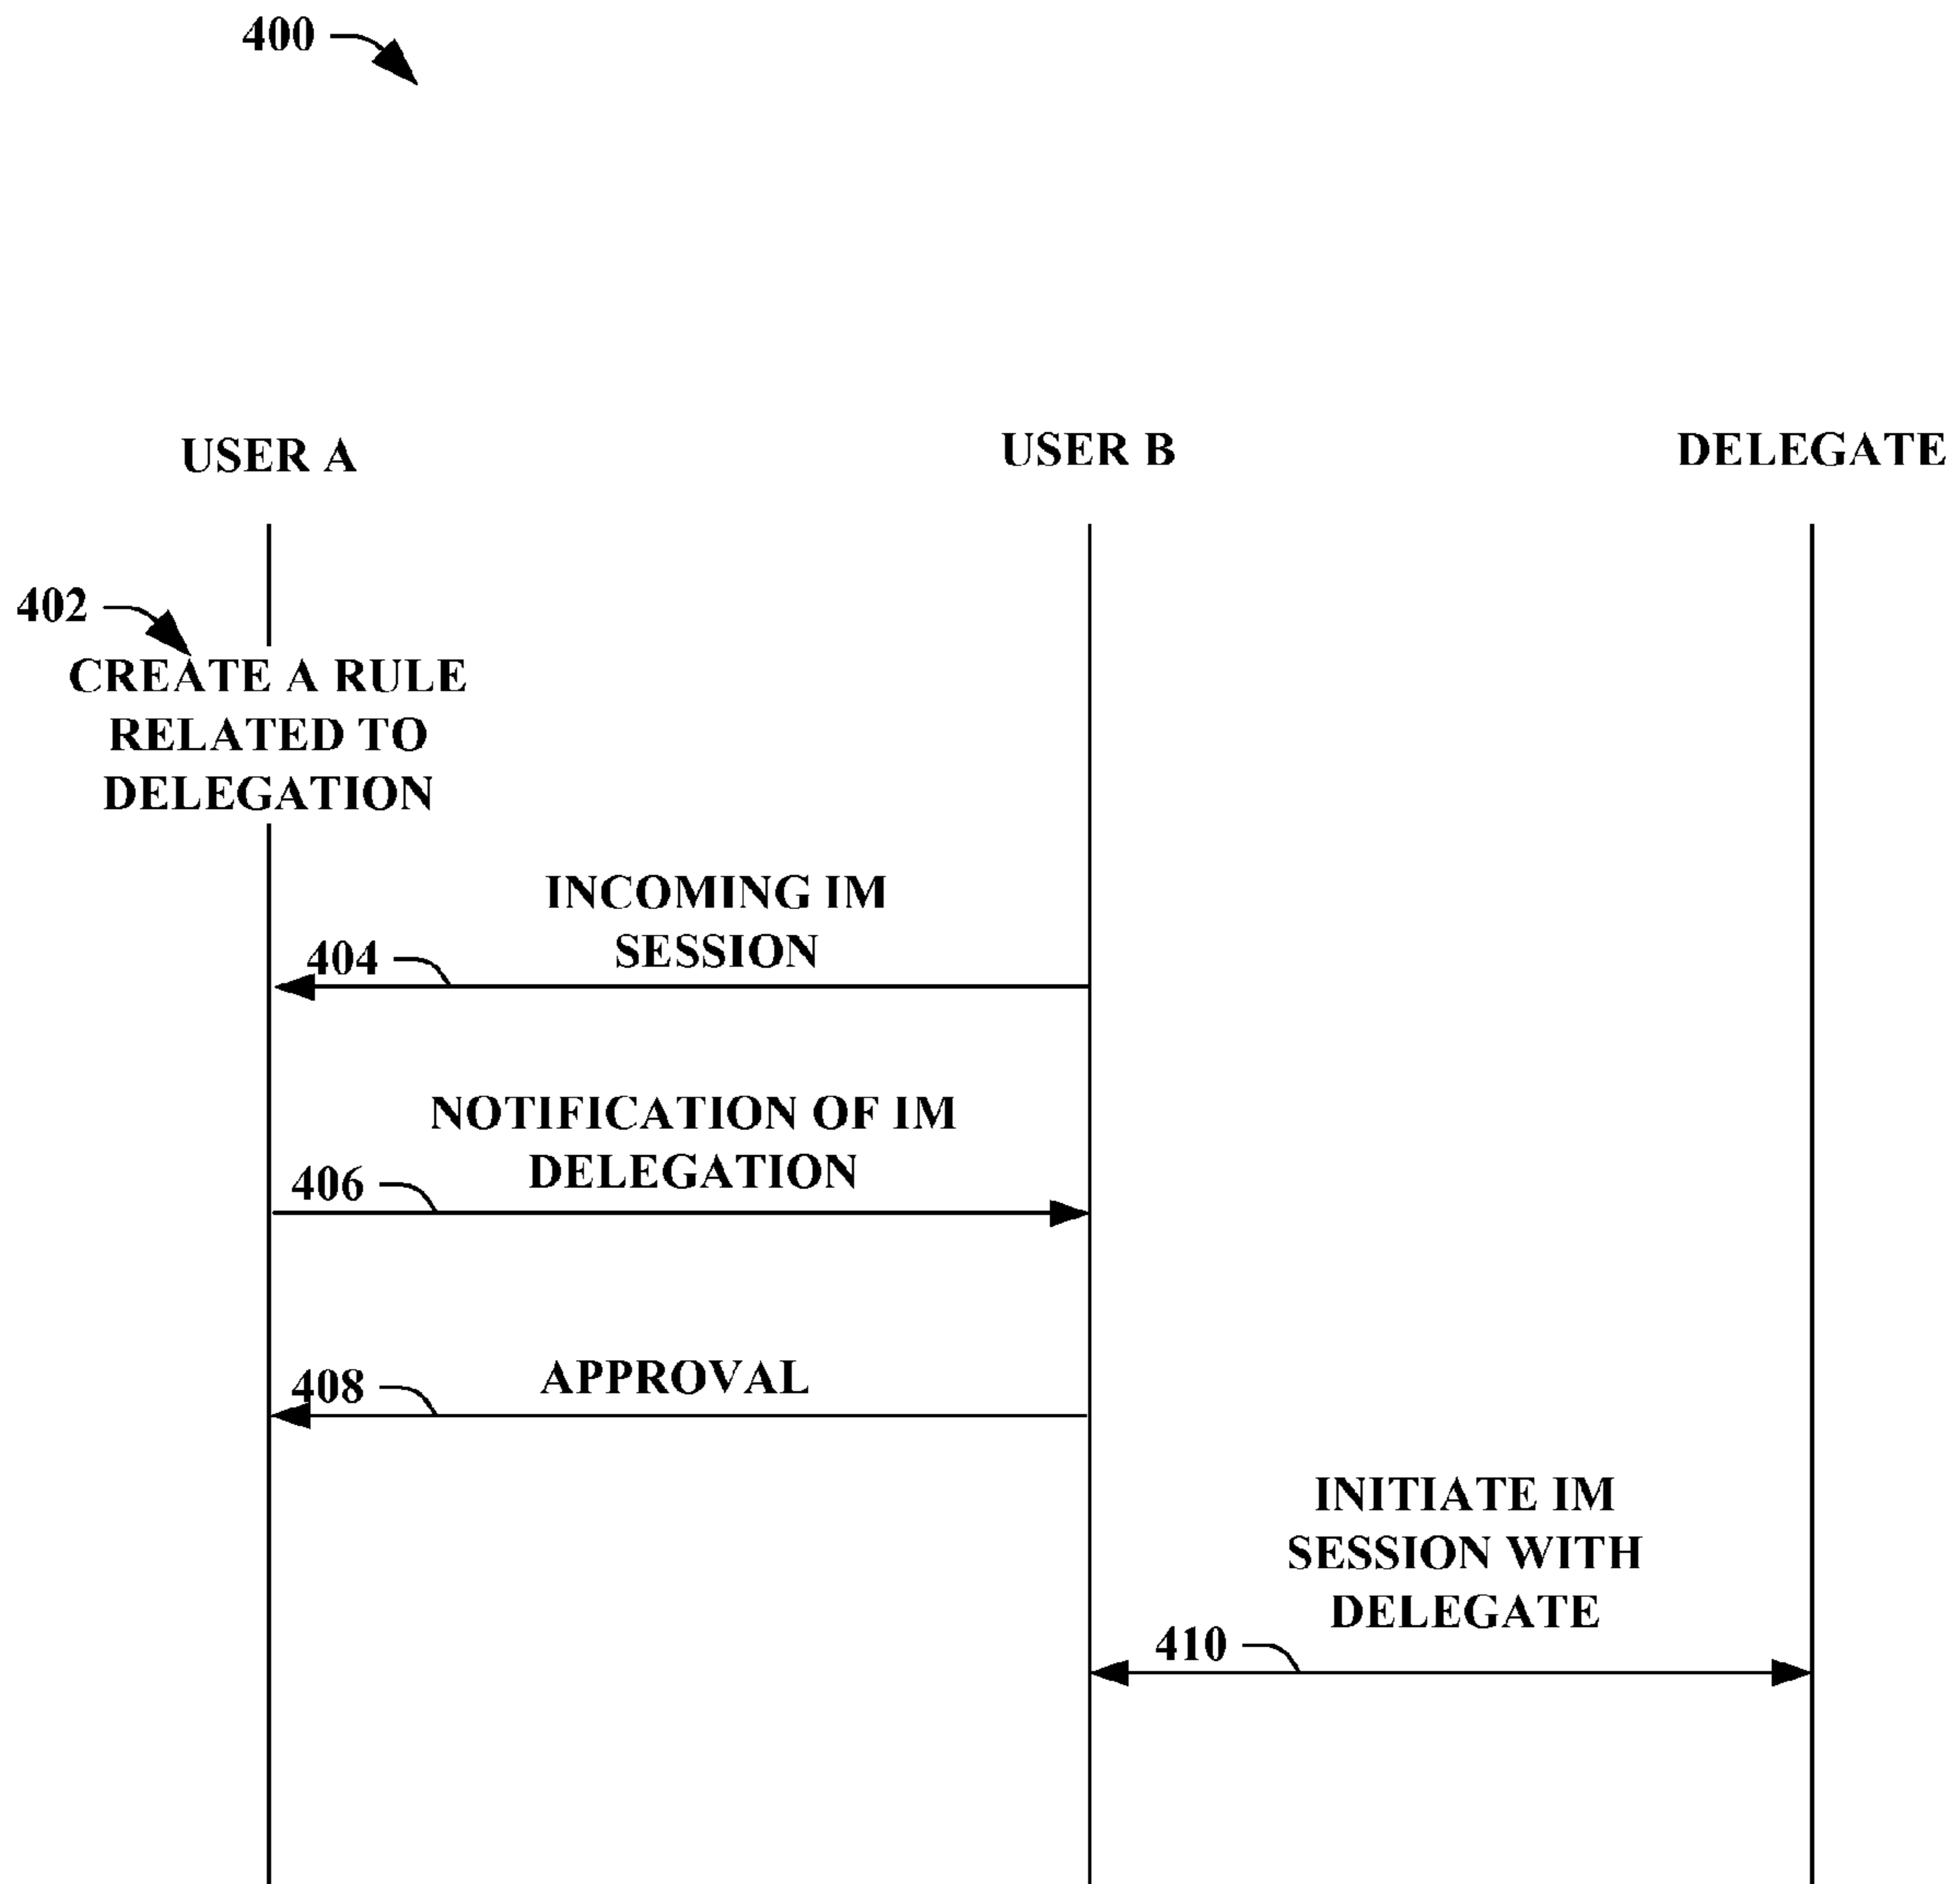 400
USER A
USER B
DELEGATE
402
CREATE A RULE
RELATED TO
DELEGATION
INCOMING IM
SESSION
404
NOTIFICATION OF IM
DELEGATION
406
APPROVAL
408
INITIATE IM
SESSION WITH
DELEGATE
410